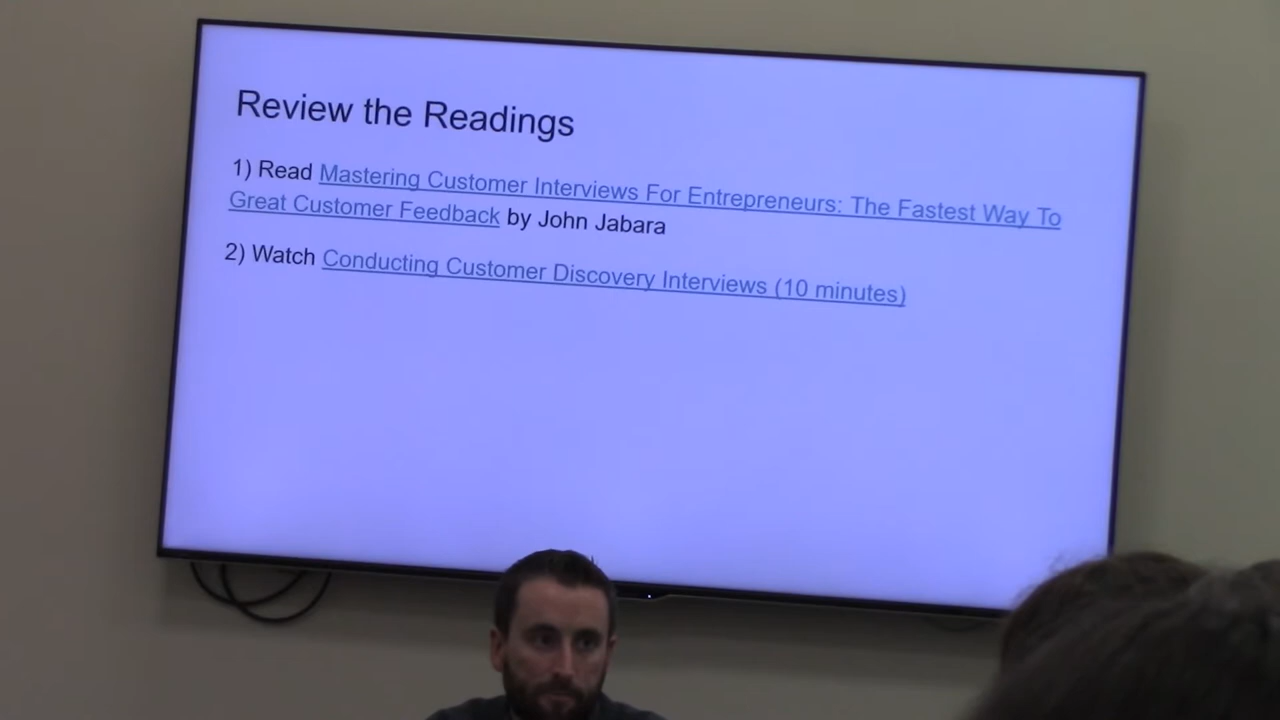 Review the Readings
1) Read Mastering Customer Interviews For Entrepreneurs: The Fastest Way To
Great Customer Feedback by John Jabara
2) Watch Conducting Customer Discovery Interviews (10 minutes)